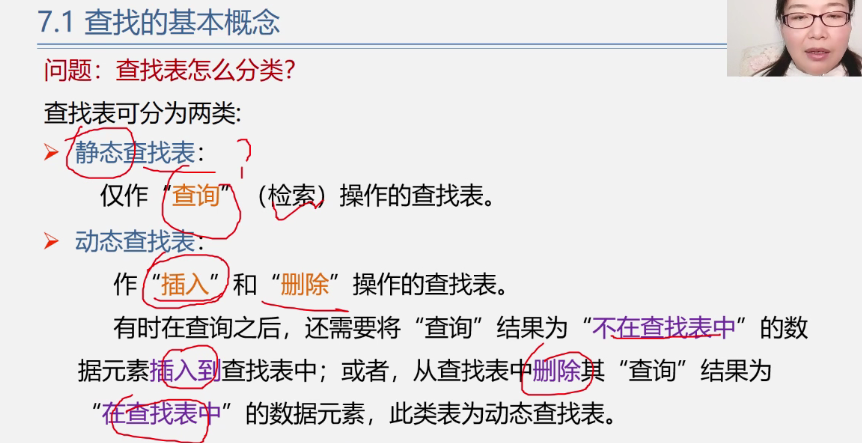 7.1 查找的基本概念
问题：查找表怎么分类？
查找表可分为两类:
静态查找表：
仅作“查询”（检索）操作的查找表。
动态查找表：
作“插入”和“删除”操作的查找表。
有时在查询之后，还需要将“查询”结果为“不在查找表中”的数
据元素插入到查找表中；或者，从查找表中删除其“查询”结果为
“在查找表中”的数据元素，此类表为动态查找表。